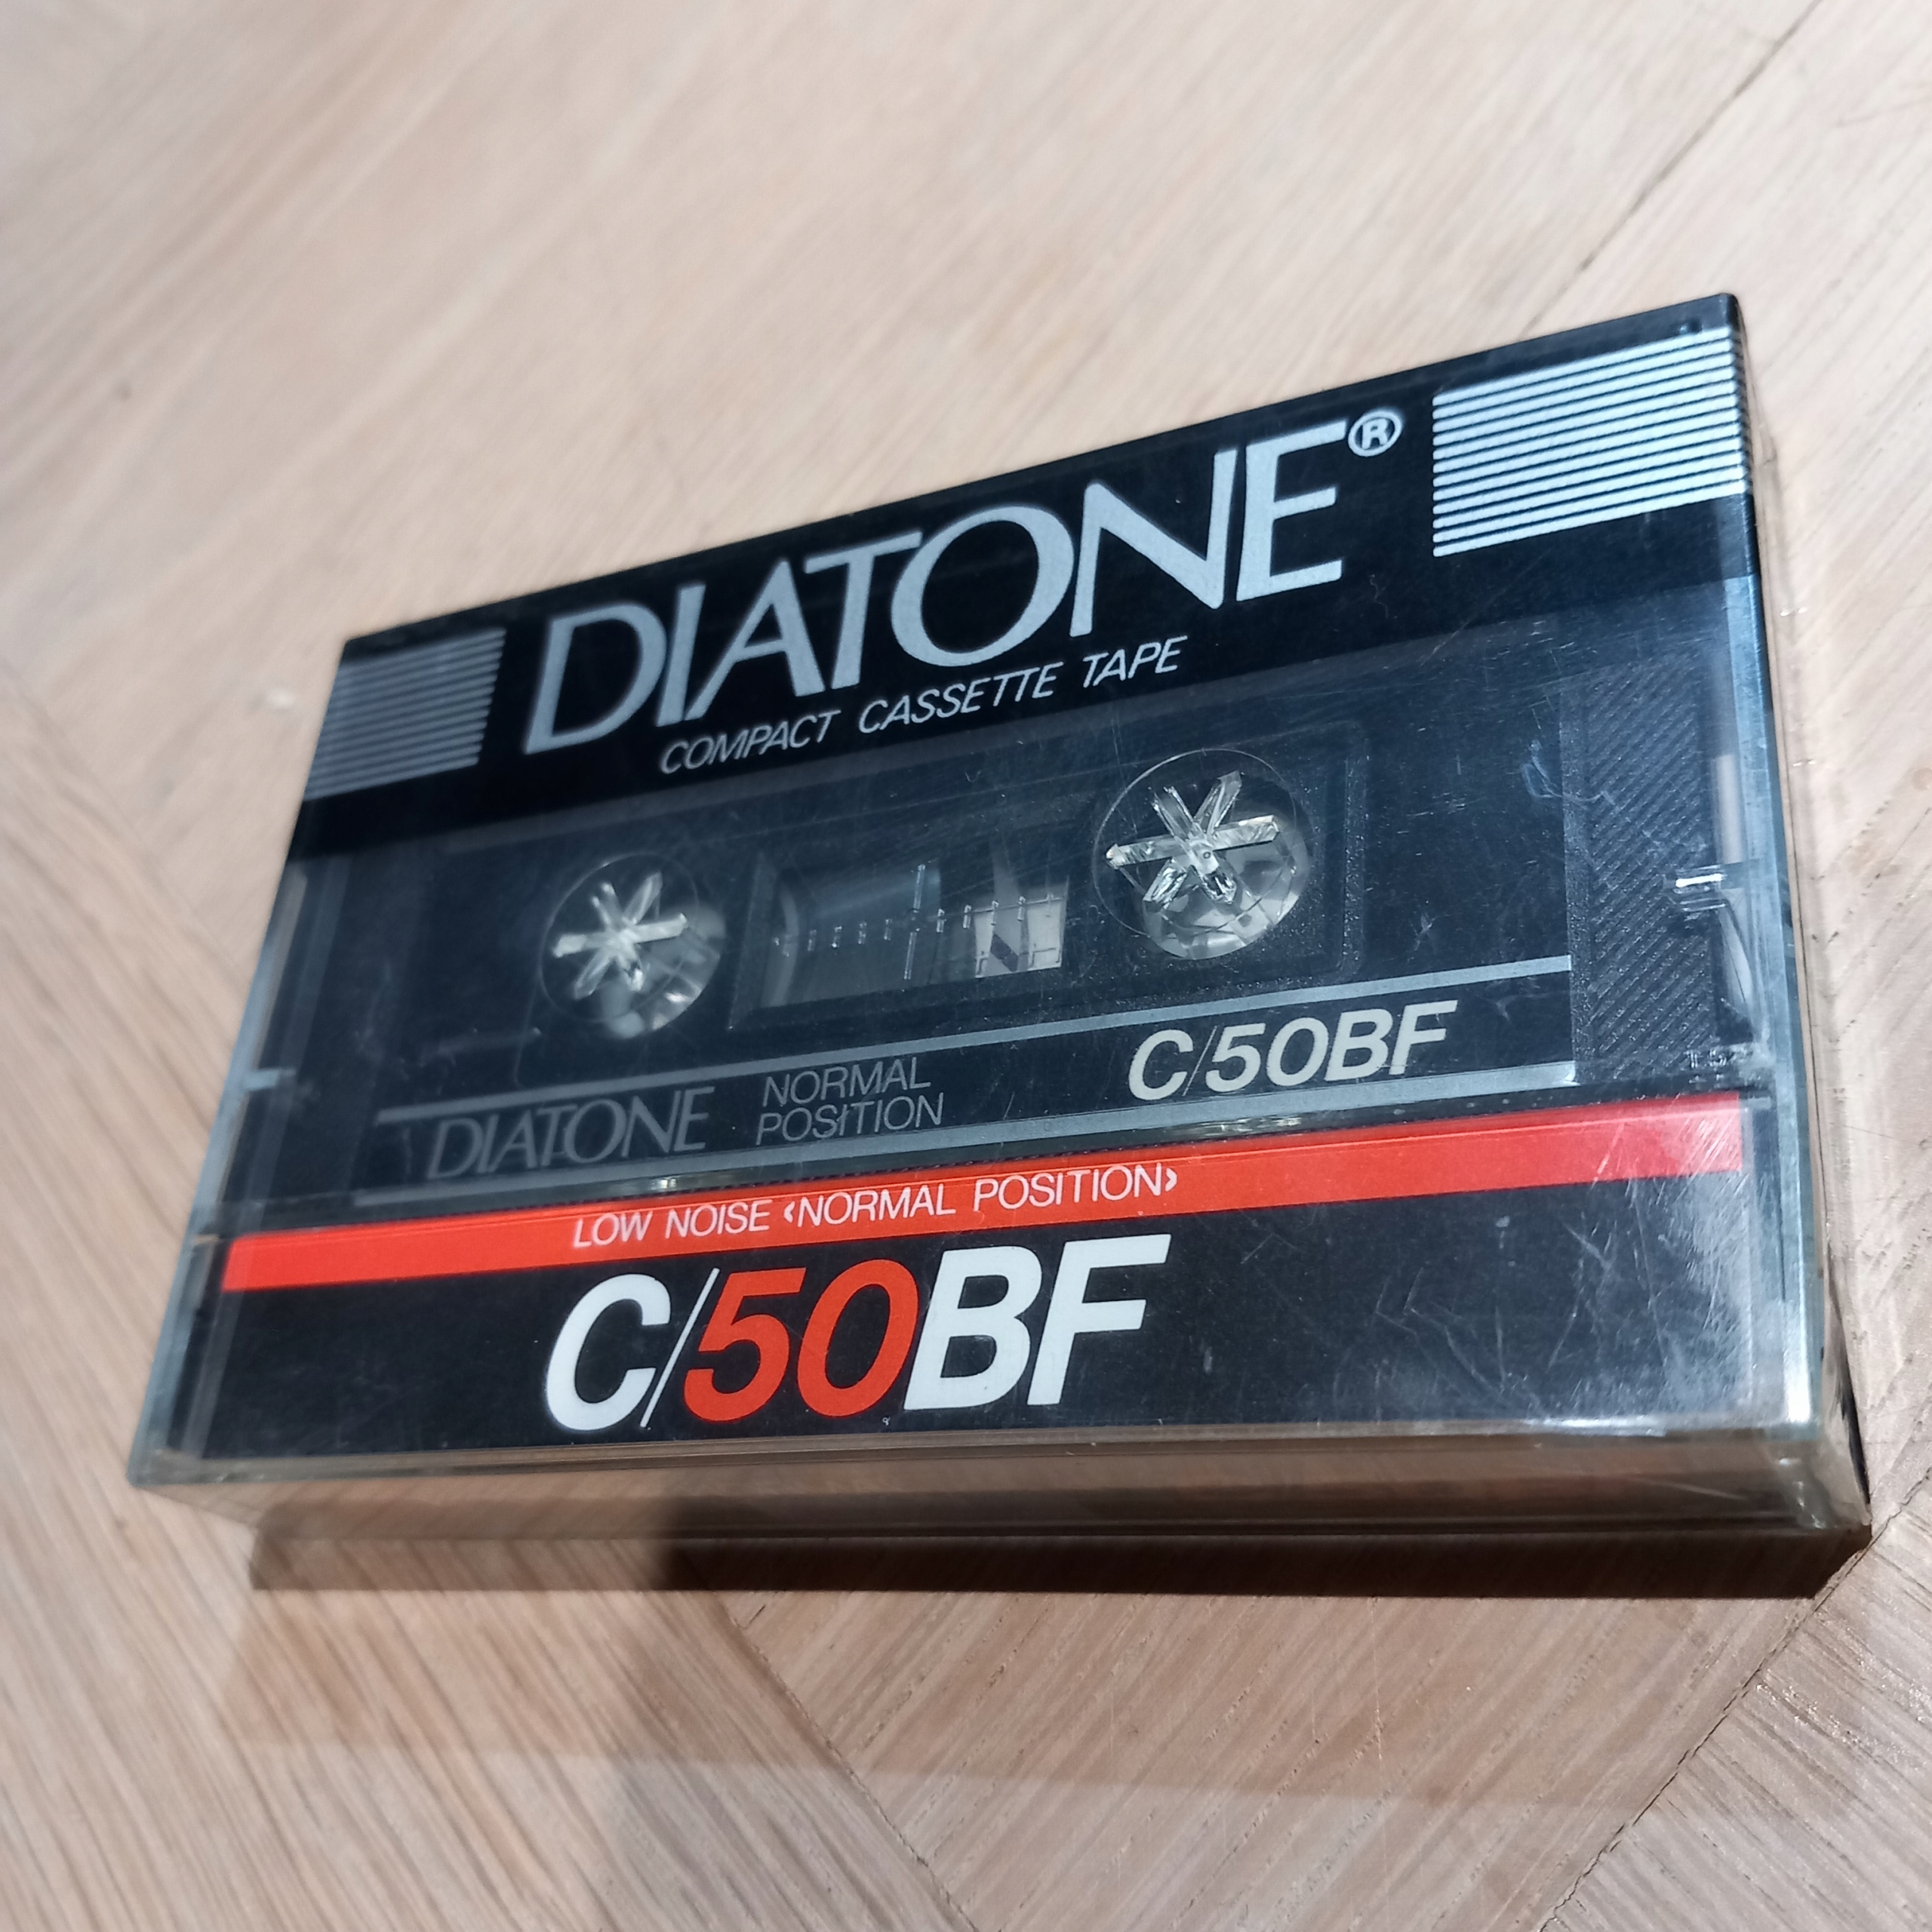 DIATONE®
COMPACT CASSETTE TAPE
C/50BF
DIATONE
NORMAL
POSITION
LOW NOISE ‹NORMAL POSITION›
C/50BF